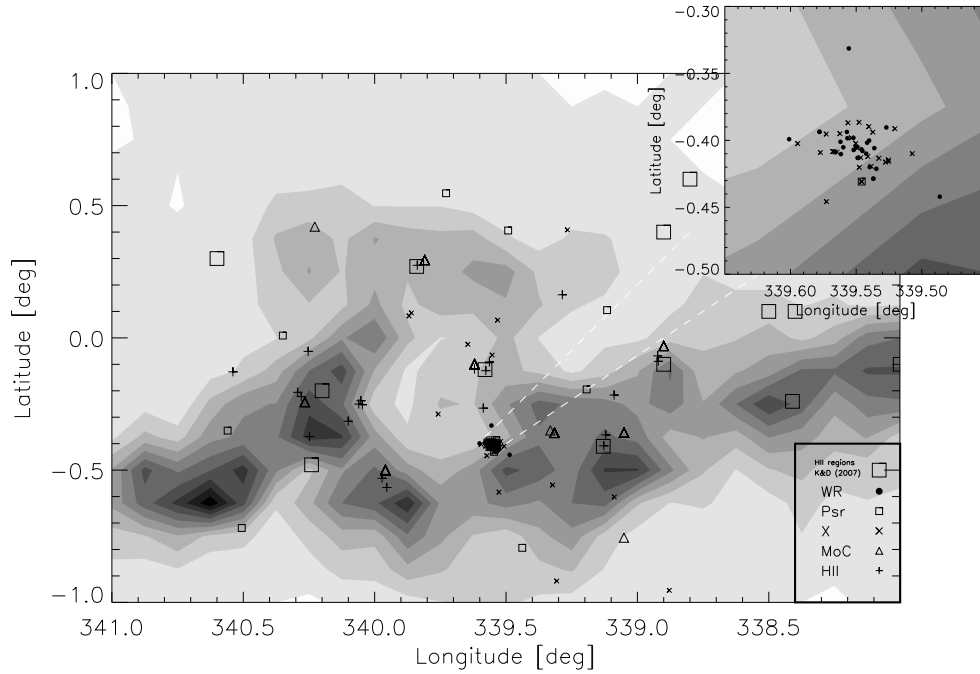 -0.30
-0.35
-0.40
-0.45
-0.50
Latitude [deg]
339.60 339.55 339.50
Longitude [deg]
1.0
0.5
0.0
-0.5
-1.0
Latitude [deg]
341.0 340.5 340.0 339.5 339.0 338.5
Longitude [deg]
HII regions
K&D (2007)
WR
Psr
X
MoC
HII